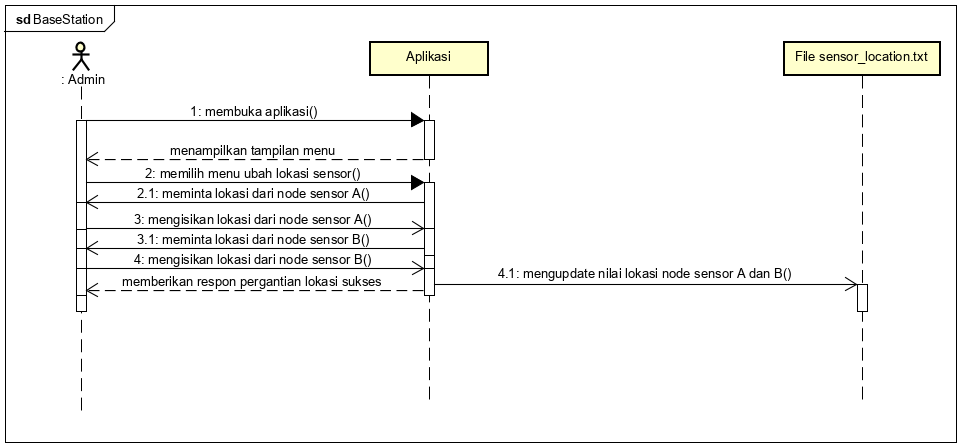 sd BaseStation
: Admin
Aplikasi
File sensor_location.txt
1: membuka aplikasi()
menampilkan tampilan menu
2: memilih menu ubah lokasi sensor()
2.1: meminta lokasi dari node sensor A()
3: mengisikan lokasi dari node sensor A()
3.1: meminta lokasi dari node sensor B()
4: mengisikan lokasi dari node sensor B()
4.1: mengupdate nilai lokasi node sensor A dan B()
memberikan respon pergantian lokasi sukses